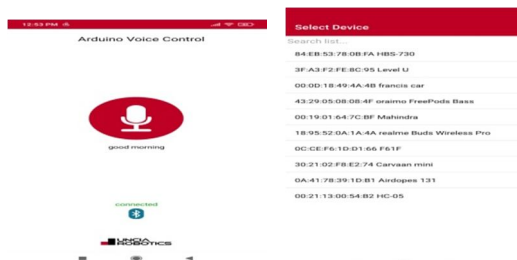 12:53 PM
Arduino Voice Control
good morning
connected
LINCIA
ROBOTICS
Select Device
Search list...
84:EB:53:78:0B:FA HBS-730
3F:A3:F2:FE:8C:95 Level U
00:0D:18:49:4A:4B francis car
43:29:05:08:08:4F oraimo FreePods Bass
00:19:01:64:7C:BF Mahindra
18:95:52:0A:1A:4A realme Buds Wireless Pro
0C:CE:F6:1D:D1:66 F61F
30:21:02:F8:E2:74 Carvaan mini
0A:41:78:39:1D:B1 Airdopes 131
00:21:13:00:54:B2 HC-05